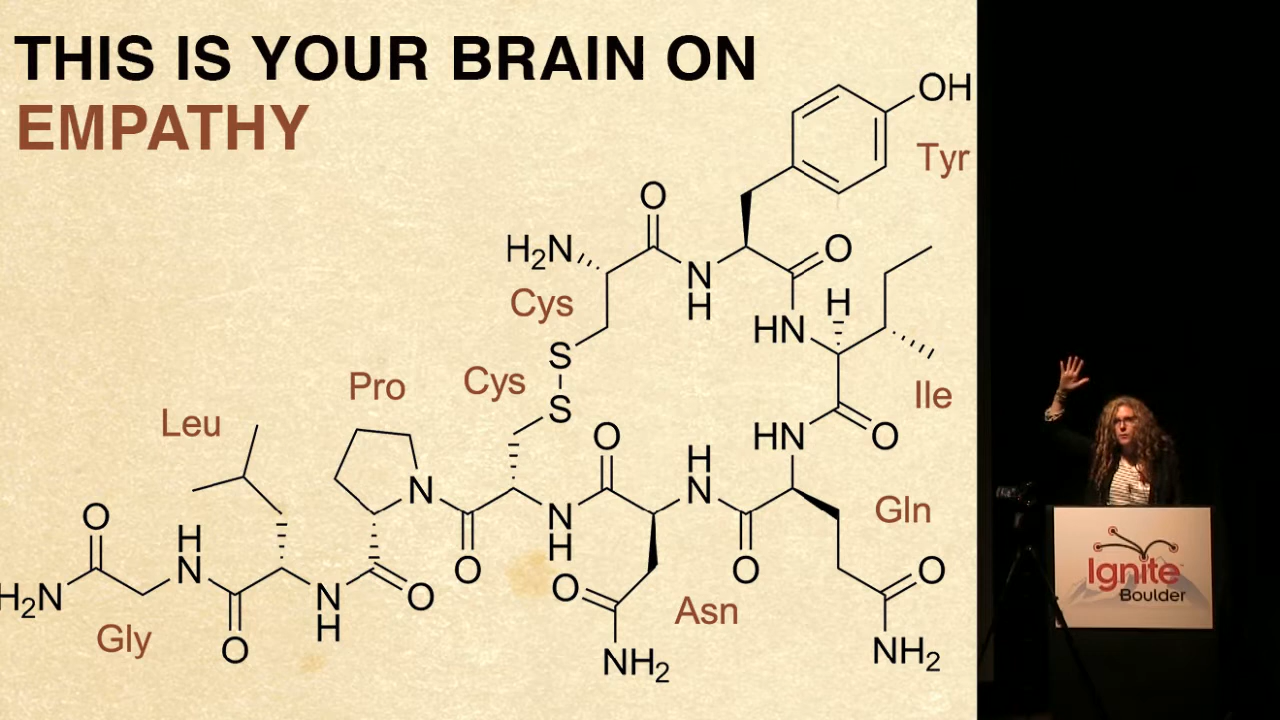 THIS IS YOUR BRAIN ON
EMPATHY
OH
Tyr
O
H₂N
O
N
H
H
Cys
HN
S
Ile
Pro
Cys
S
Leu
O
HN
O
H
N
N
Gln
O
H
N
N
H
O
O
O
H₂N
N
H
O
Asn
Gly
O
NH₂
NH₂
Ignite
Boulder